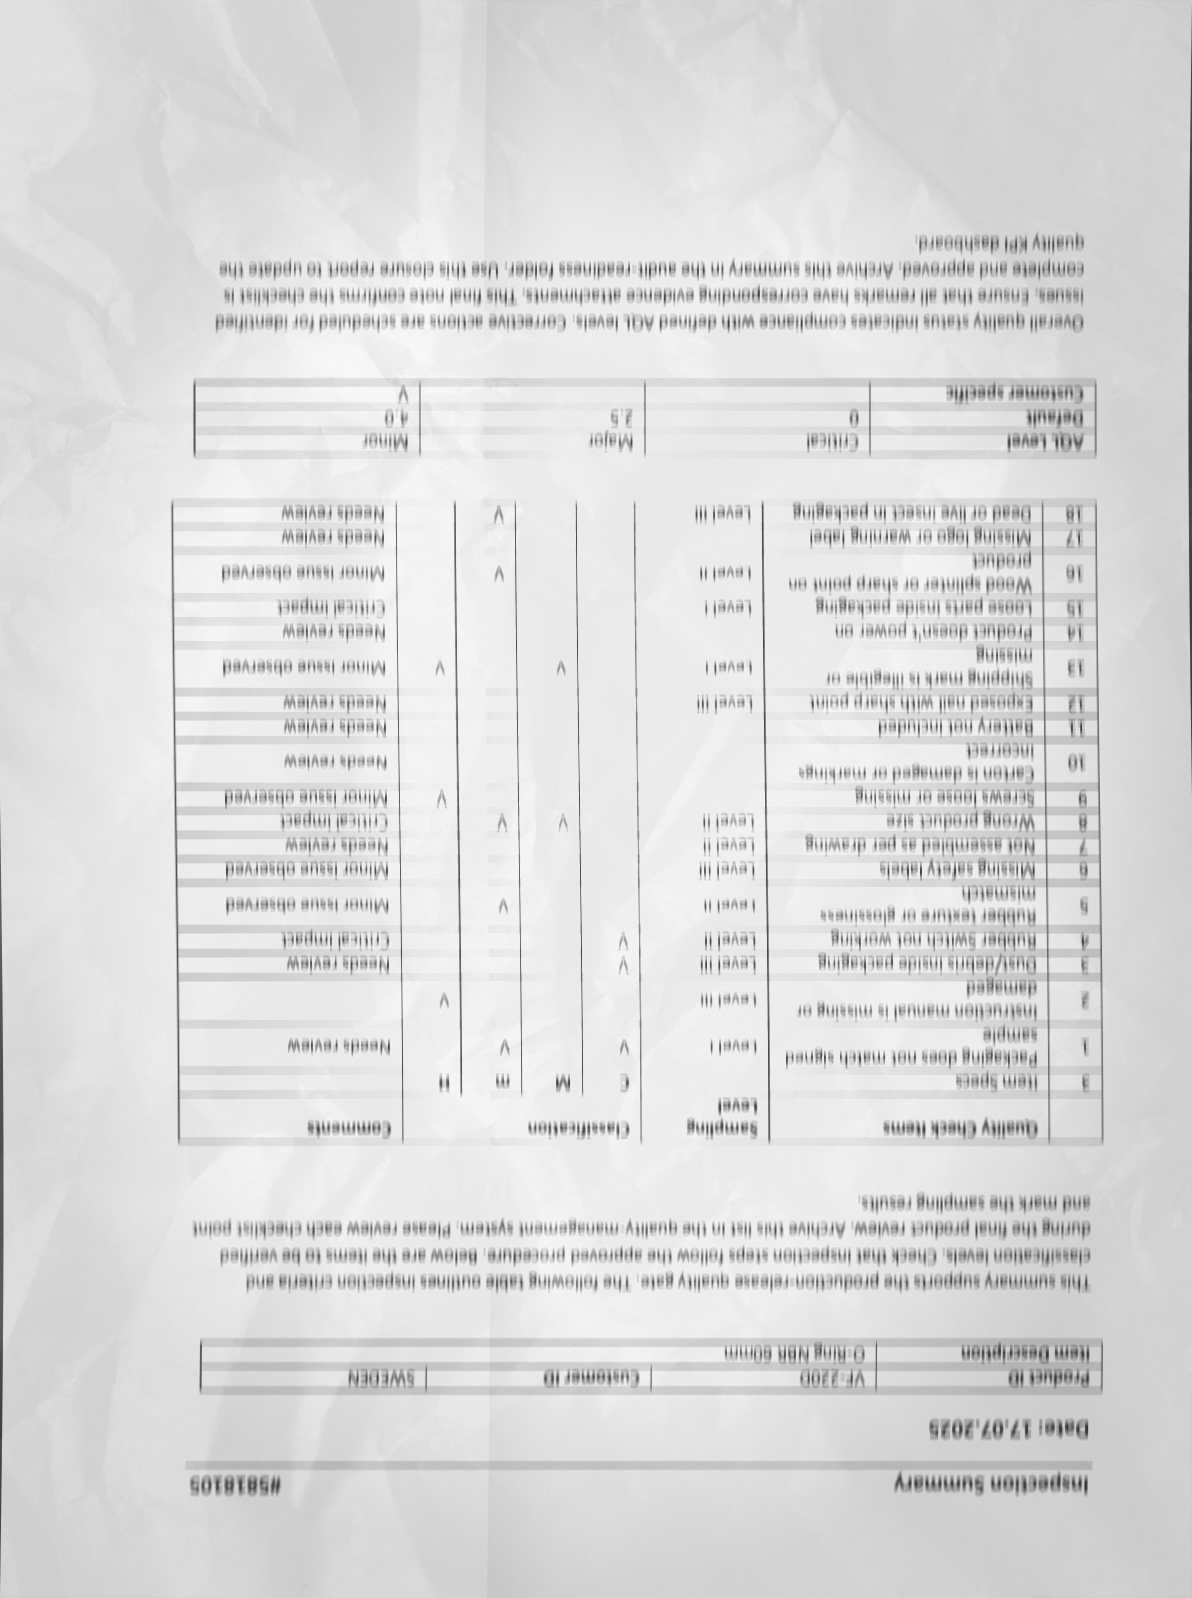 Inspection Summary #5818105
Date: 17.07.2025
Product ID VF-220D Customer ID SWEDEN
Item Description O-Ring NBR 60mm
This summary supports the production-release quality gate. The following table outlines inspection criteria and
classification levels. Check that inspection steps follow the approved procedure. Below are the items to be verified
during the final product review. Archive this list in the quality-management system. Please review each checklist point
and mark the sampling results.
Quality Check Items Sampling Level Classification Comments
3 Item Specs C M m H
1 Packaging does not match signed sample Level I V V Needs review
2 Instruction manual is missing or damaged Level III V
3 Dust/debris inside packaging Level III V Needs review
4 Rubber Switch not working Level II V Critical impact
5 Rubber texture or glossiness mismatch Level II V Minor issue observed
6 Missing safety labels Level III Minor issue observed
7 Not assembled as per drawing Level II Needs review
8 Wrong product size Level II V V Critical impact
9 Screws loose or missing V Minor issue observed
10 Carton is damaged or markings incorrect Needs review
11 Battery not included Needs review
12 Exposed nail with sharp point Level III Needs review
13 Shipping mark is illegible or missing Level I V V Minor issue observed
14 Product doesn't power on Needs review
15 Loose parts inside packaging Level I Critical impact
16 Wood splinter or sharp point on product Level II V Minor issue observed
17 Missing logo or warning label Needs review
18 Dead or live insect in packaging Level III V Needs review
AQL Level Critical Major Minor
Default 0 2.5 4.0
Customer specific V
Overall quality status indicates compliance with defined AQL levels. Corrective actions are scheduled for identified
issues. Ensure that all remarks have corresponding evidence attachments. This final note confirms the checklist is
complete and approved. Archive this summary in the audit-readiness folder. Use this closure report to update the
quality KPI dashboard.